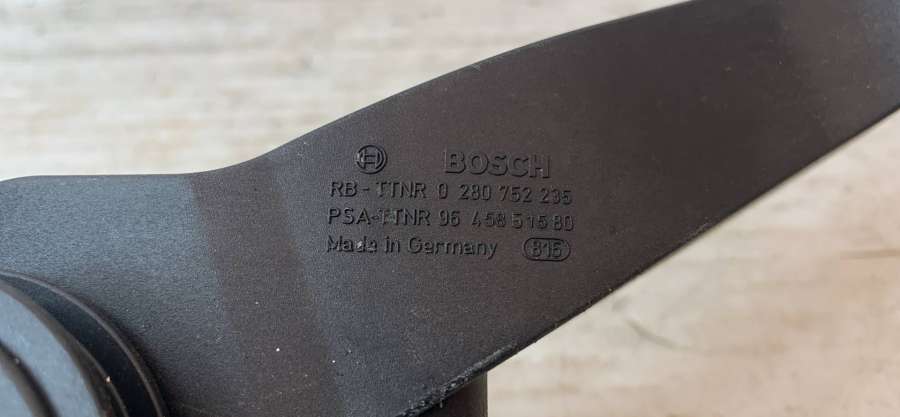 BOSCH
RB-TTNR 0 280 752 235
PSA-TTNR 96 458 515 80
Made in Germany 815